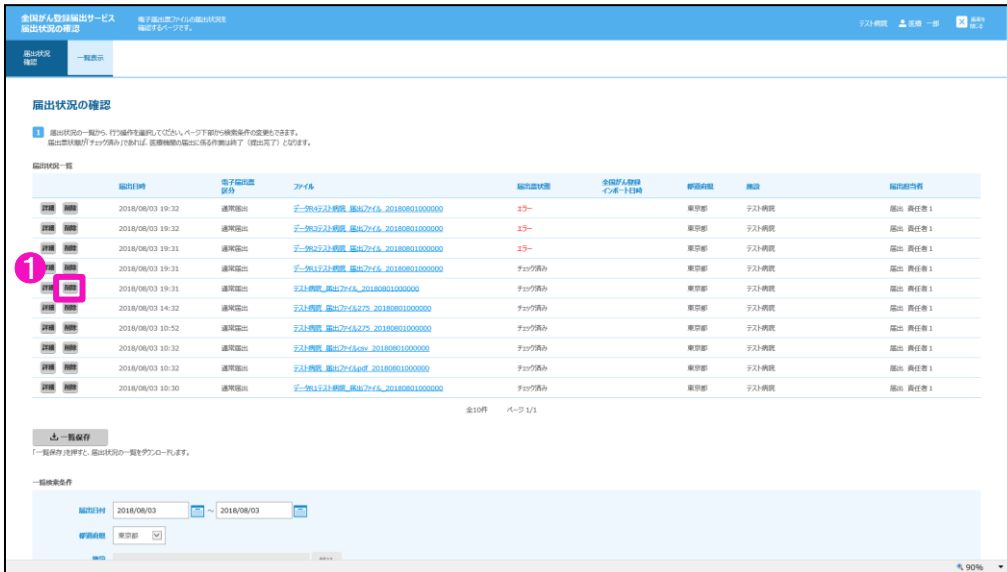 全国がん登録届出サービス
届出状況の確認
電子届出票ファイルの届出状況を
確認するページです。
テスト病院 医療 一郎 画面を
閉じる
届出状況
確認
一覧表示
届出状況の確認
1 届出状況の一覧から、行う操作を選択してください。ページ下部から検索条件の変更もできます。
届出票状態が「チェック済み」であれば、医療機関の届出に係る作業は終了（提出完了）となります。
届出状況一覧
届出日時 電子届出票
区分 ファイル 届出票状態 全国がん登録
インポート日時 都道府県 施設 届出担当者
詳細 削除 2018/08/03 19:32 通常届出 データR4テスト病院_届出ファイル_20180801000000 エラー 東京都 テスト病院 届出 責任者1
詳細 削除 2018/08/03 19:32 通常届出 データR3テスト病院_届出ファイル_20180801000000 エラー 東京都 テスト病院 届出 責任者1
詳細 削除 2018/08/03 19:31 通常届出 データR2テスト病院_届出ファイル_20180801000000 エラー 東京都 テスト病院 届出 責任者1
1
詳細 削除 2018/08/03 19:31 通常届出 データR1テスト病院_届出ファイル_20180801000000 チェック済み 東京都 テスト病院 届出 責任者1
詳細 削除 2018/08/03 19:31 通常届出 テスト病院_届出ファイル_20180801000000 チェック済み 東京都 テスト病院 届出 責任者1
詳細 削除 2018/08/03 14:32 通常届出 テスト病院_届出ファイル275_20180801000000 チェック済み 東京都 テスト病院 届出 責任者1
詳細 削除 2018/08/03 10:52 通常届出 テスト病院_届出ファイル275_20180801000000 チェック済み 東京都 テスト病院 届出 責任者1
詳細 削除 2018/08/03 10:32 通常届出 テスト病院_届出ファイルcsv_20180801000000 チェック済み 東京都 テスト病院 届出 責任者1
詳細 削除 2018/08/03 10:32 通常届出 テスト病院_届出ファイルpdf_20180801000000 チェック済み 東京都 テスト病院 届出 責任者1
詳細 削除 2018/08/03 10:30 通常届出 データR1テスト病院_届出ファイル_20180801000000 チェック済み 東京都 テスト病院 届出 責任者1
全10件 ページ 1/1
一覧保存
「一覧保存」を押すと、届出状況の一覧をダウンロードします。
一覧検索条件
届出日付 2018/08/03 ～ 2018/08/03
都道府県 東京都
90%